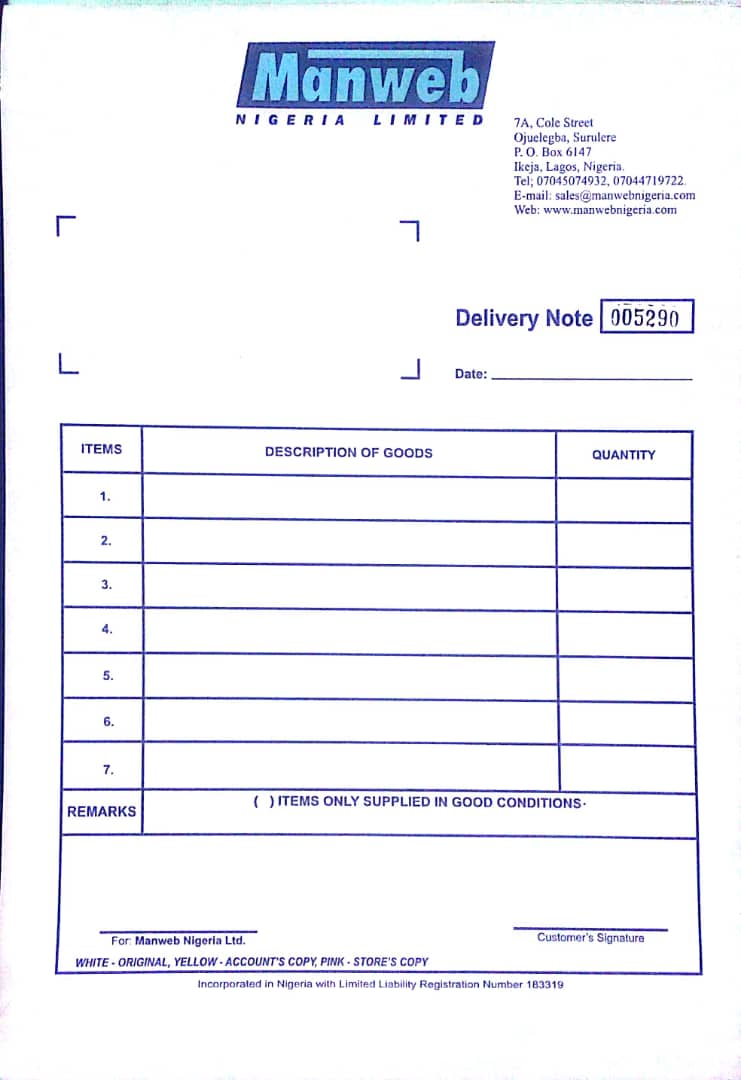 Manweb
NIGERIA LIMITED
7A, Cole Street
Ojuelegba, Surulere
P. O. Box 6147
Ikeja, Lagos, Nigeria.
Tel; 07045074932, 07044719722
E-mail: sales@manwebnigeria.com
Web: www.manwebnigeria.com
Delivery Note 005290
Date:
ITEMS DESCRIPTION OF GOODS QUANTITY
1.
2.
3.
4.
5.
6.
7.
REMARKS ( ) ITEMS ONLY SUPPLIED IN GOOD CONDITIONS.
For: Manweb Nigeria Ltd. Customer's Signature
WHITE - ORIGINAL, YELLOW - ACCOUNT'S COPY, PINK - STORE'S COPY
Incorporated in Nigeria with Limited Liability Registration Number 183319